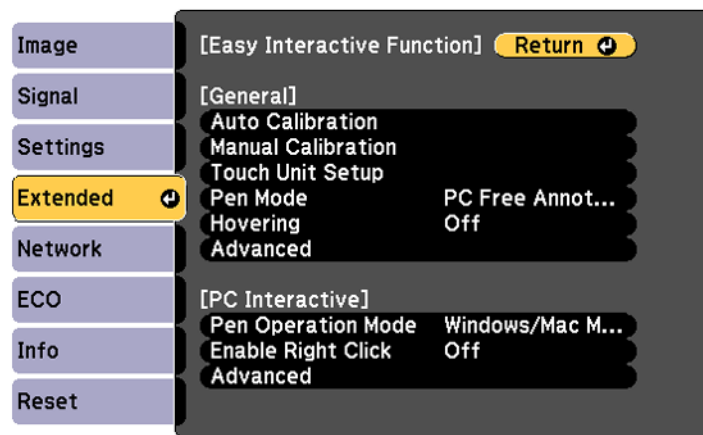 Image
Signal
Settings
Extended
Network
ECO
Info
Reset
[Easy Interactive Function] Return
[General]
Auto Calibration
Manual Calibration
Touch Unit Setup
Pen Mode PC Free Annot...
Hovering Off
Advanced
[PC Interactive]
Pen Operation Mode Windows/Mac M...
Enable Right Click Off
Advanced